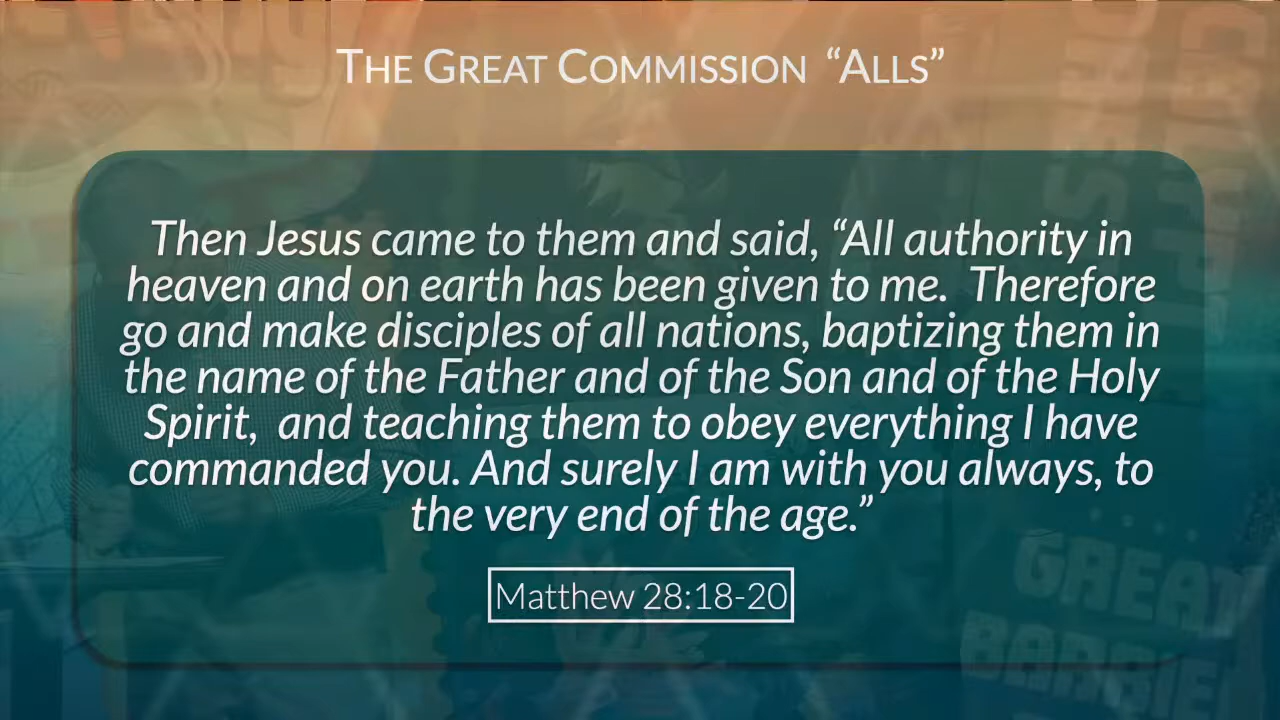 THE GREAT COMMISSION “ALLS”
Then Jesus came to them and said, “All authority in
heaven and on earth has been given to me.  Therefore
go and make disciples of all nations, baptizing them in
the name of the Father and of the Son and of the Holy
Spirit,  and teaching them to obey everything I have
commanded you. And surely I am with you always, to
the very end of the age.”
Matthew 28:18-20
GREAT